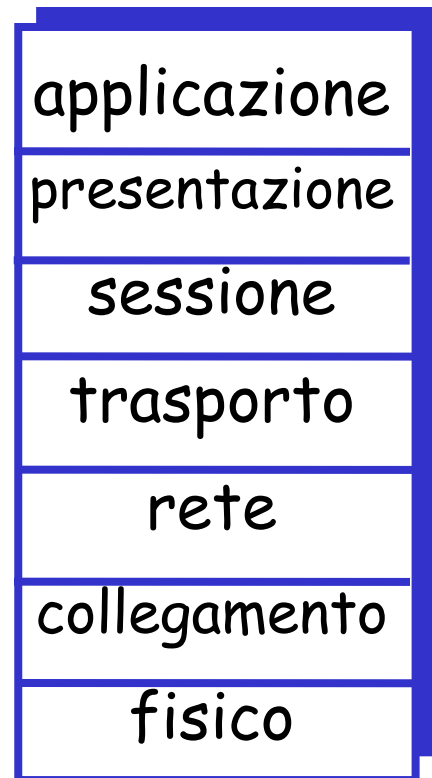 applicazione
presentazione
sessione
trasporto
rete
collegamento
fisico